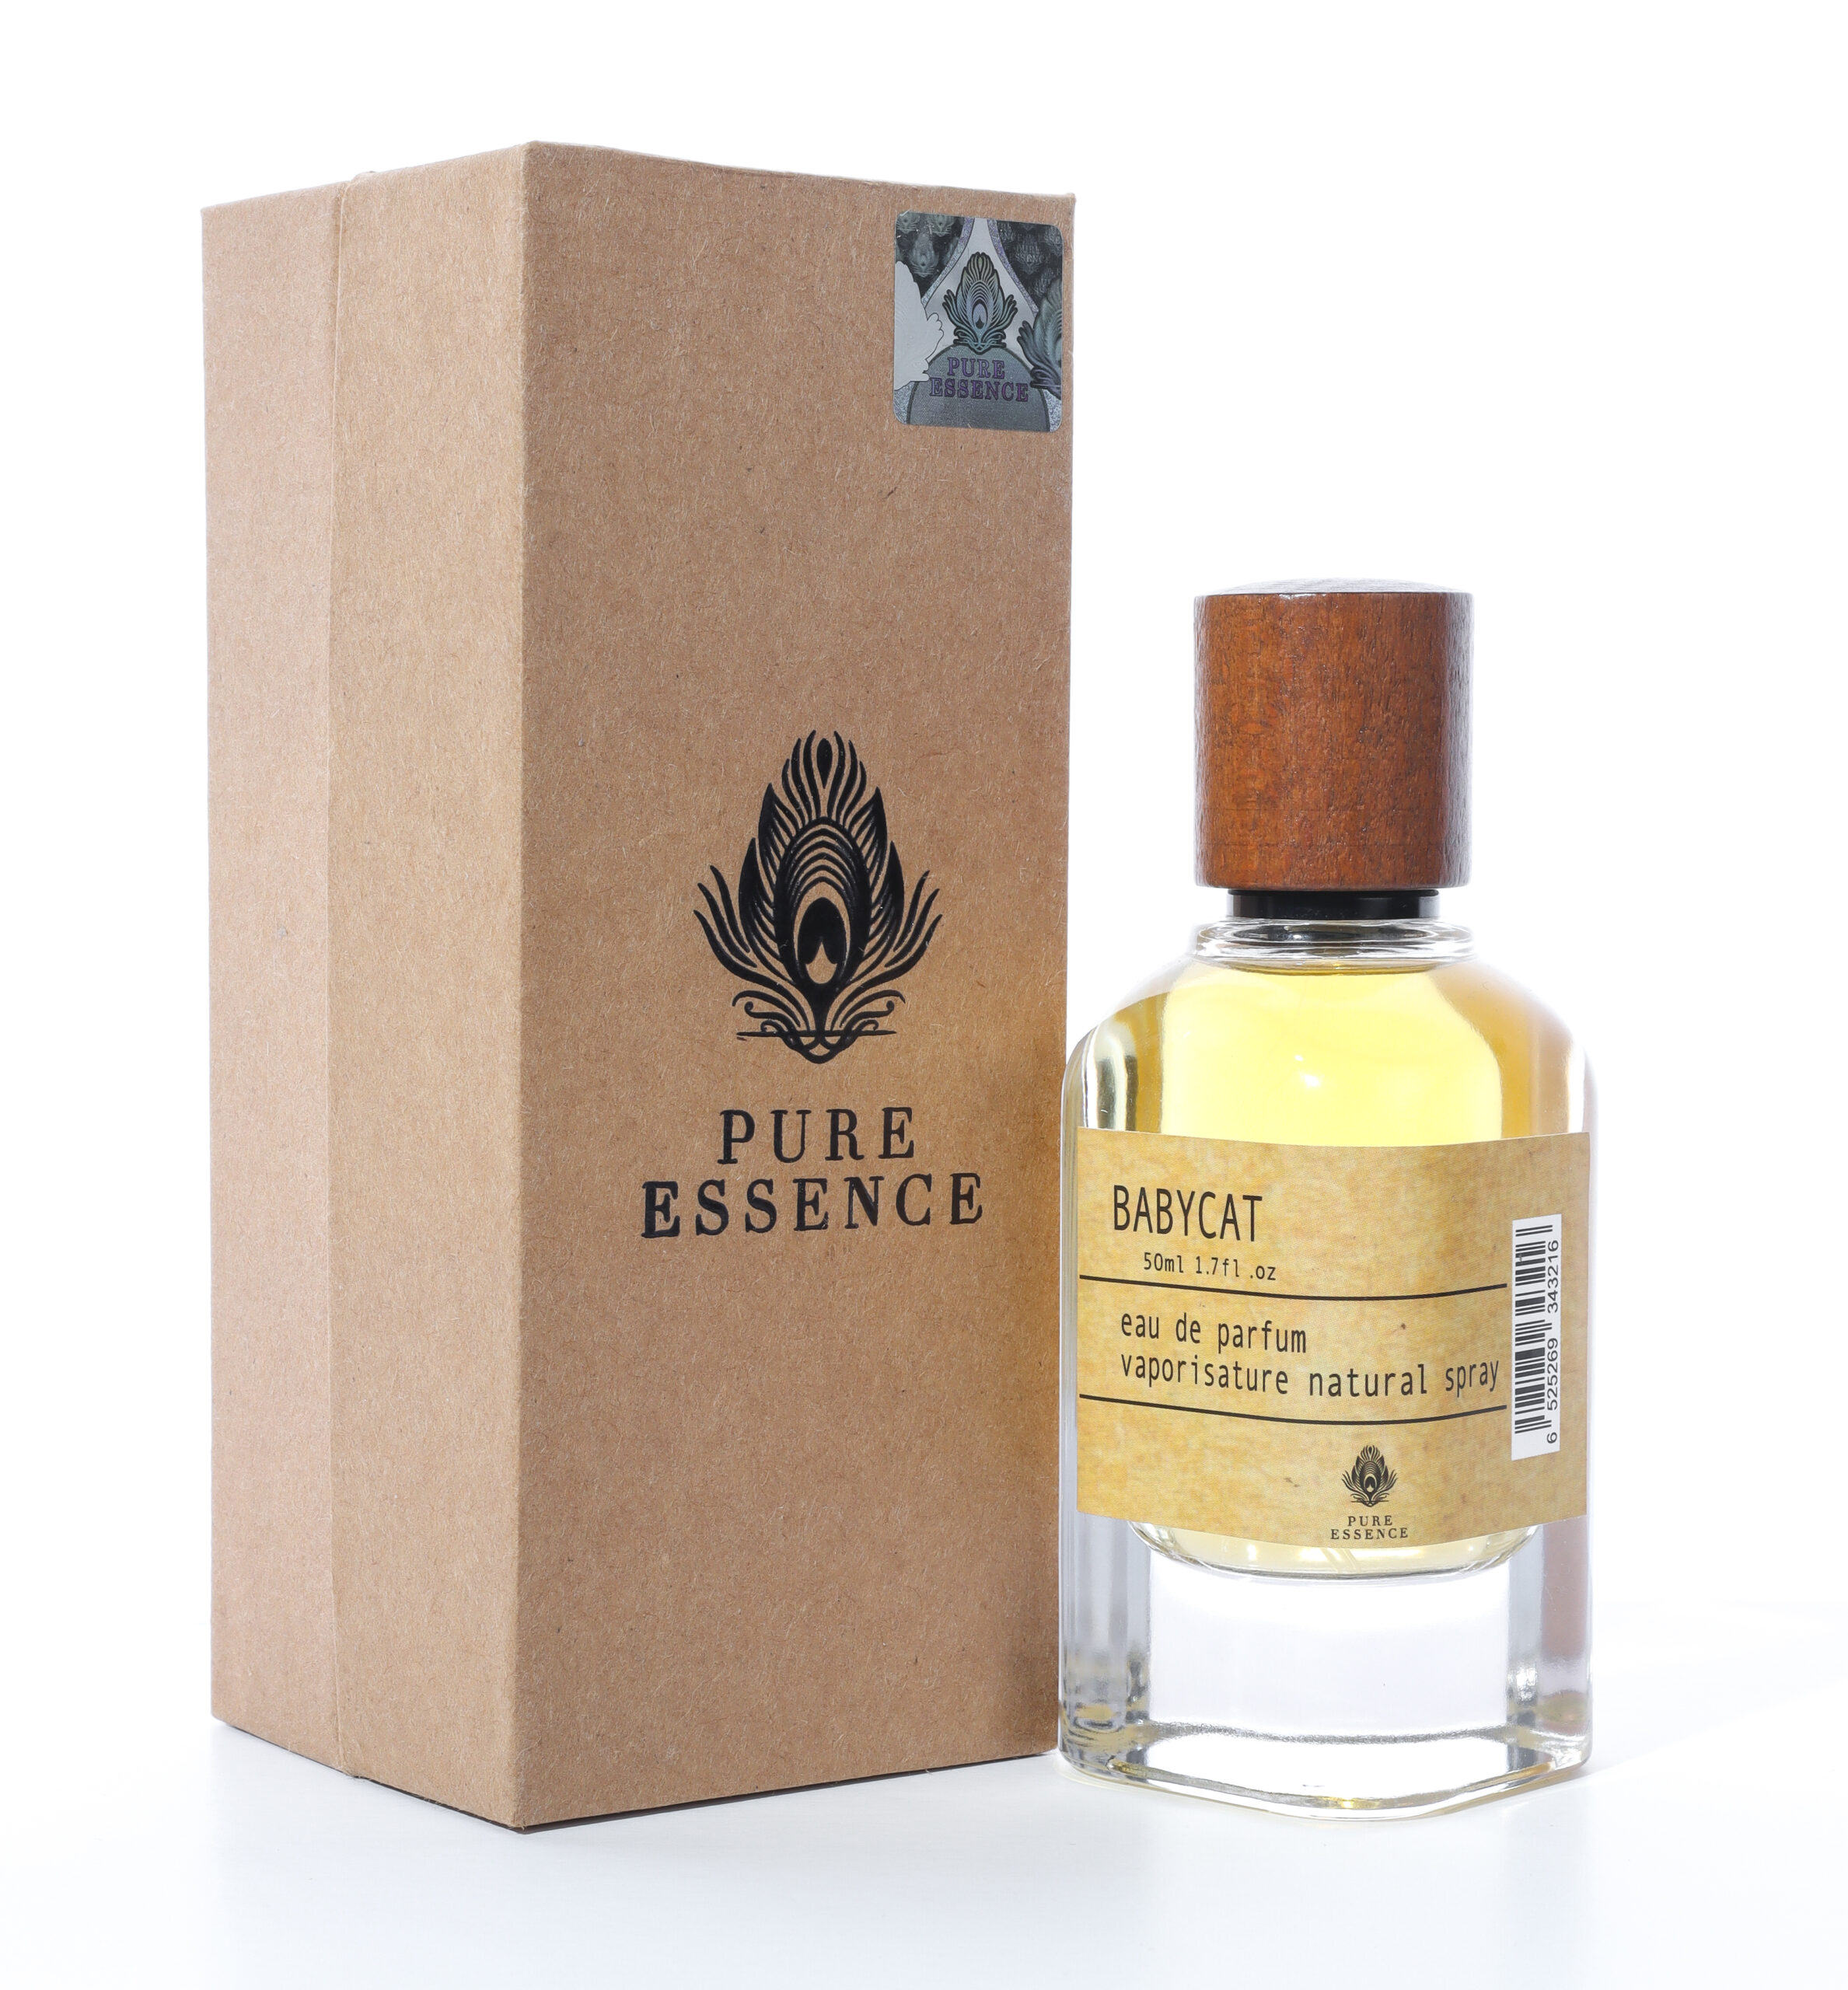 PURE
ESSENCE
PURE
ESSENCE
BABYCAT
50ml 1.7fl .oz
eau de parfum
vaporisature natural spray
6 525269 343216
PURE
ESSENCE